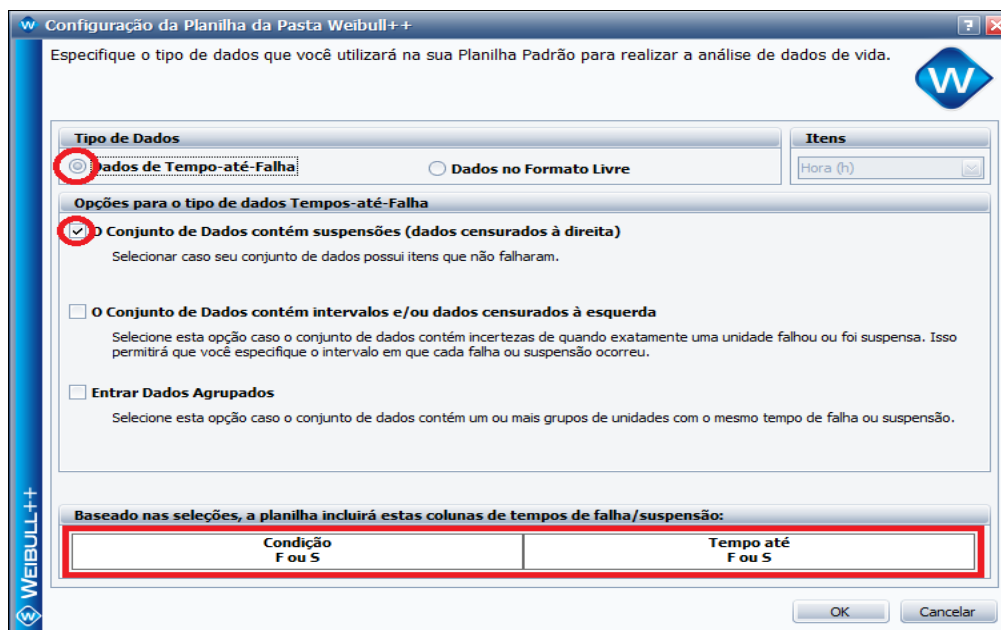 Configuração da Planilha da Pasta Weibull++
Especifique o tipo de dados que você utilizará na sua Planilha Padrão para realizar a análise de dados de vida.
W
Tipo de Dados
Itens
Dados de Tempo-até-Falha
Dados no Formato Livre
Hora (h)
Opções para o tipo de dados Tempos-até-Falha
O Conjunto de Dados contém suspensões (dados censurados à direita)
Selecionar caso seu conjunto de dados possui itens que não falharam.
O Conjunto de Dados contém intervalos e/ou dados censurados à esquerda
Selecione esta opção caso o conjunto de dados contém incertezas de quando exatamente uma unidade falhou ou foi suspensa. Isso
permitirá que você especifique o intervalo em que cada falha ou suspensão ocorreu.
Entrar Dados Agrupados
Selecione esta opção caso o conjunto de dados contém um ou mais grupos de unidades com o mesmo tempo de falha ou suspensão.
Baseado nas seleções, a planilha incluirá estas colunas de tempos de falha/suspensão:
Condição
F ou S
Tempo até
F ou S
WEIBULL++
OK
Cancelar